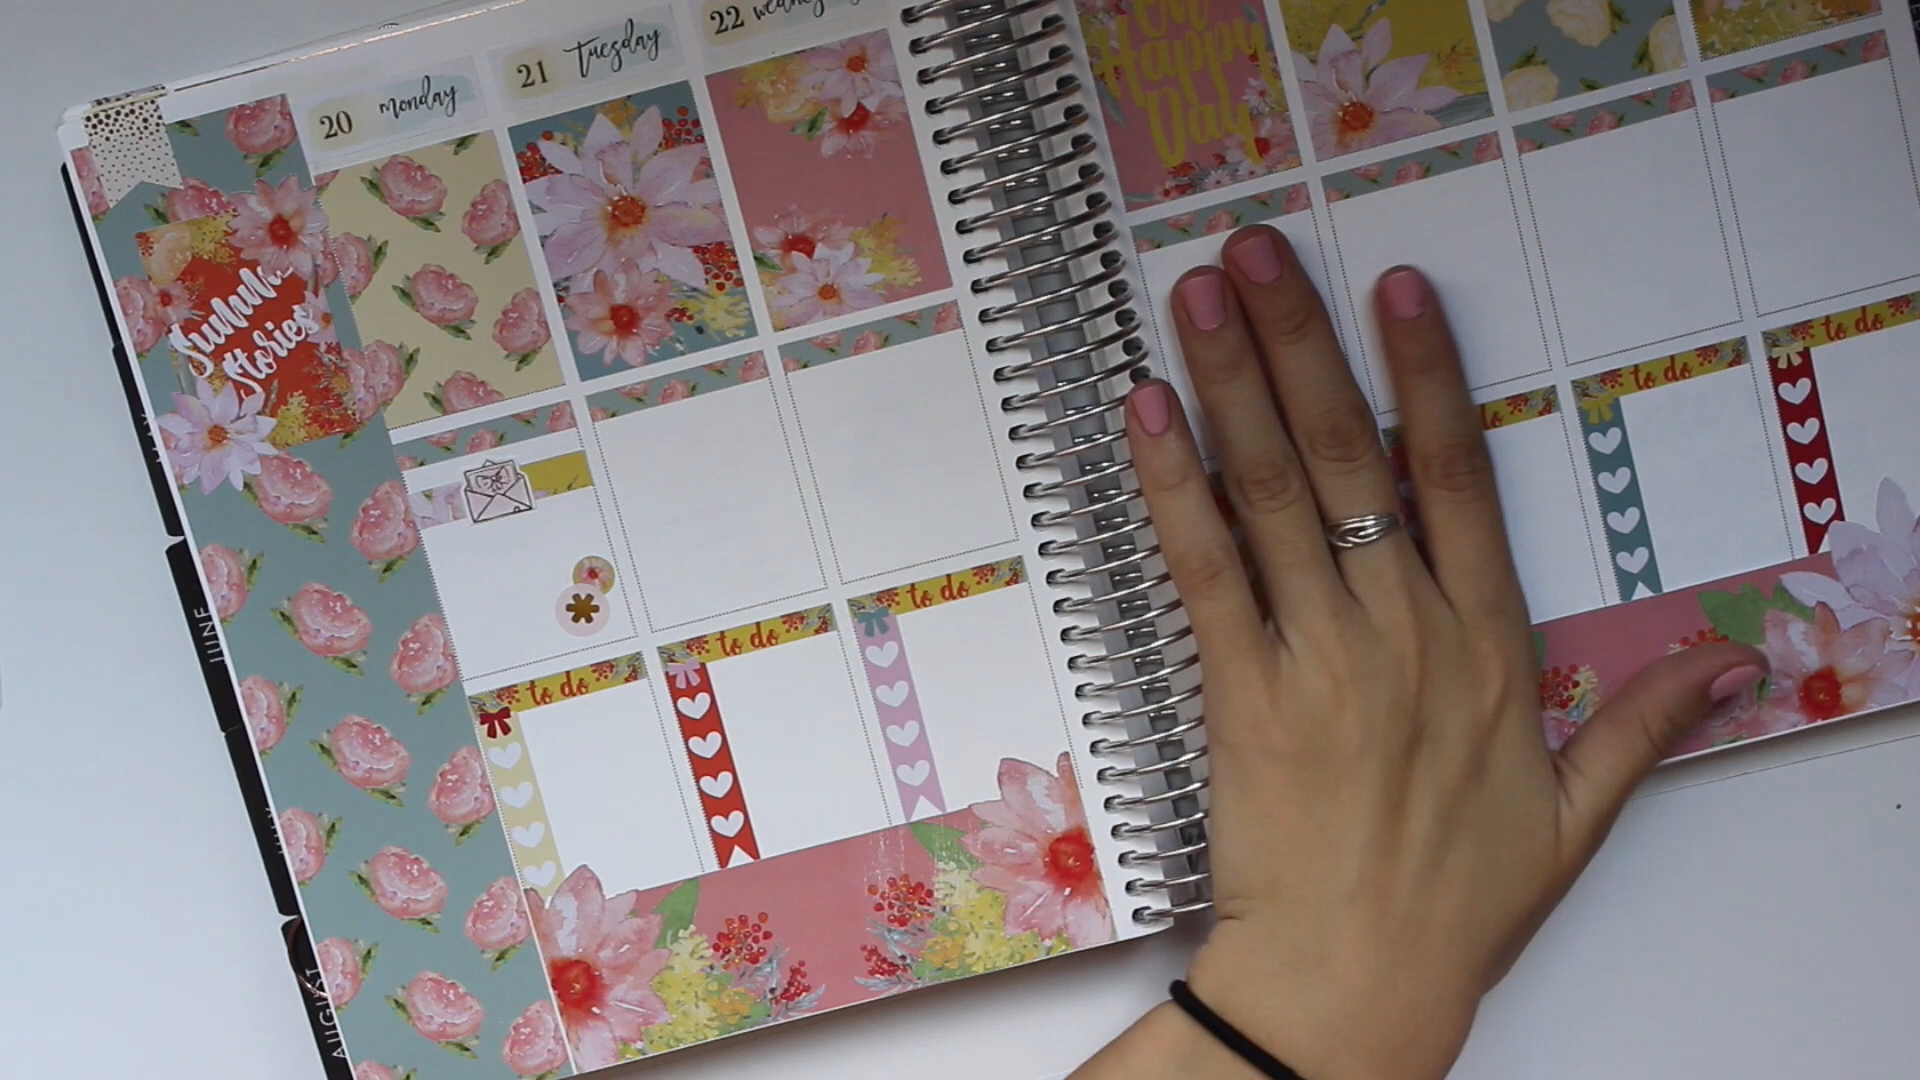 20 monday
21 tuesday
22
Happy
Day
Summer
Stories
to do
to do
to do
to do
to do
JUNE
AUGUST